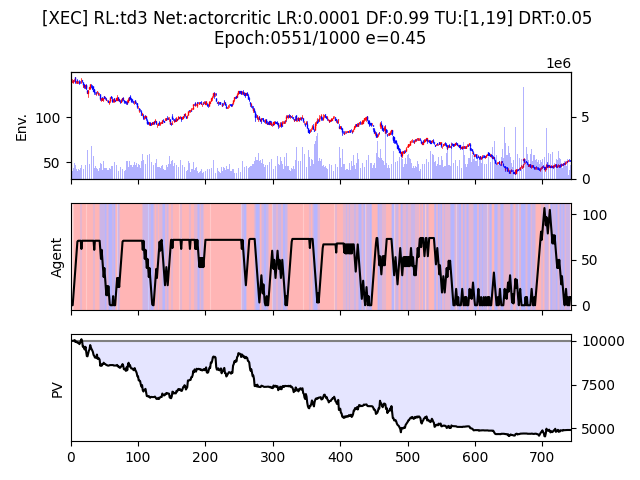 [XEC] RL:td3 Net:actorcritic LR:0.0001 DF:0.99 TU:[1,19] DRT:0.05
Epoch:0551/1000 e=0.45
1e6
Env.
100
50
5
0
Agent
100
50
0
PV
10000
7500
5000
0 100 200 300 400 500 600 700